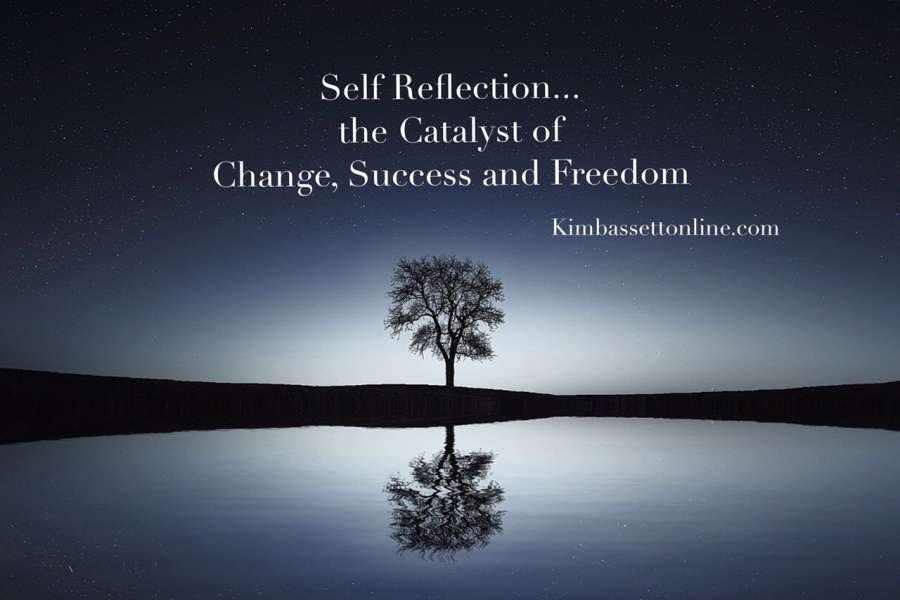 Self Reflection...
the Catalyst of
Change, Success and Freedom
Kimbassettonline.com